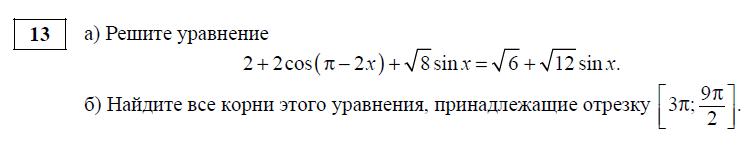 13 а) Решите уравнение
2 + 2cos(π − 2x) + √8 sin x = √6 + √12 sin x.
б) Найдите все корни этого уравнения, принадлежащие отрезку [3π; 9π/2].